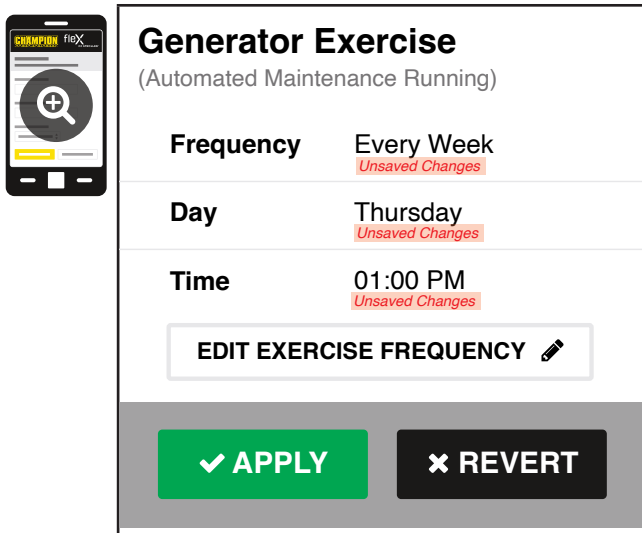 CHAMPION fleX
Generator Exercise
(Automated Maintenance Running)
Frequency Every Week
Unsaved Changes
Day Thursday
Unsaved Changes
Time 01:00 PM
Unsaved Changes
EDIT EXERCISE FREQUENCY
APPLY REVERT